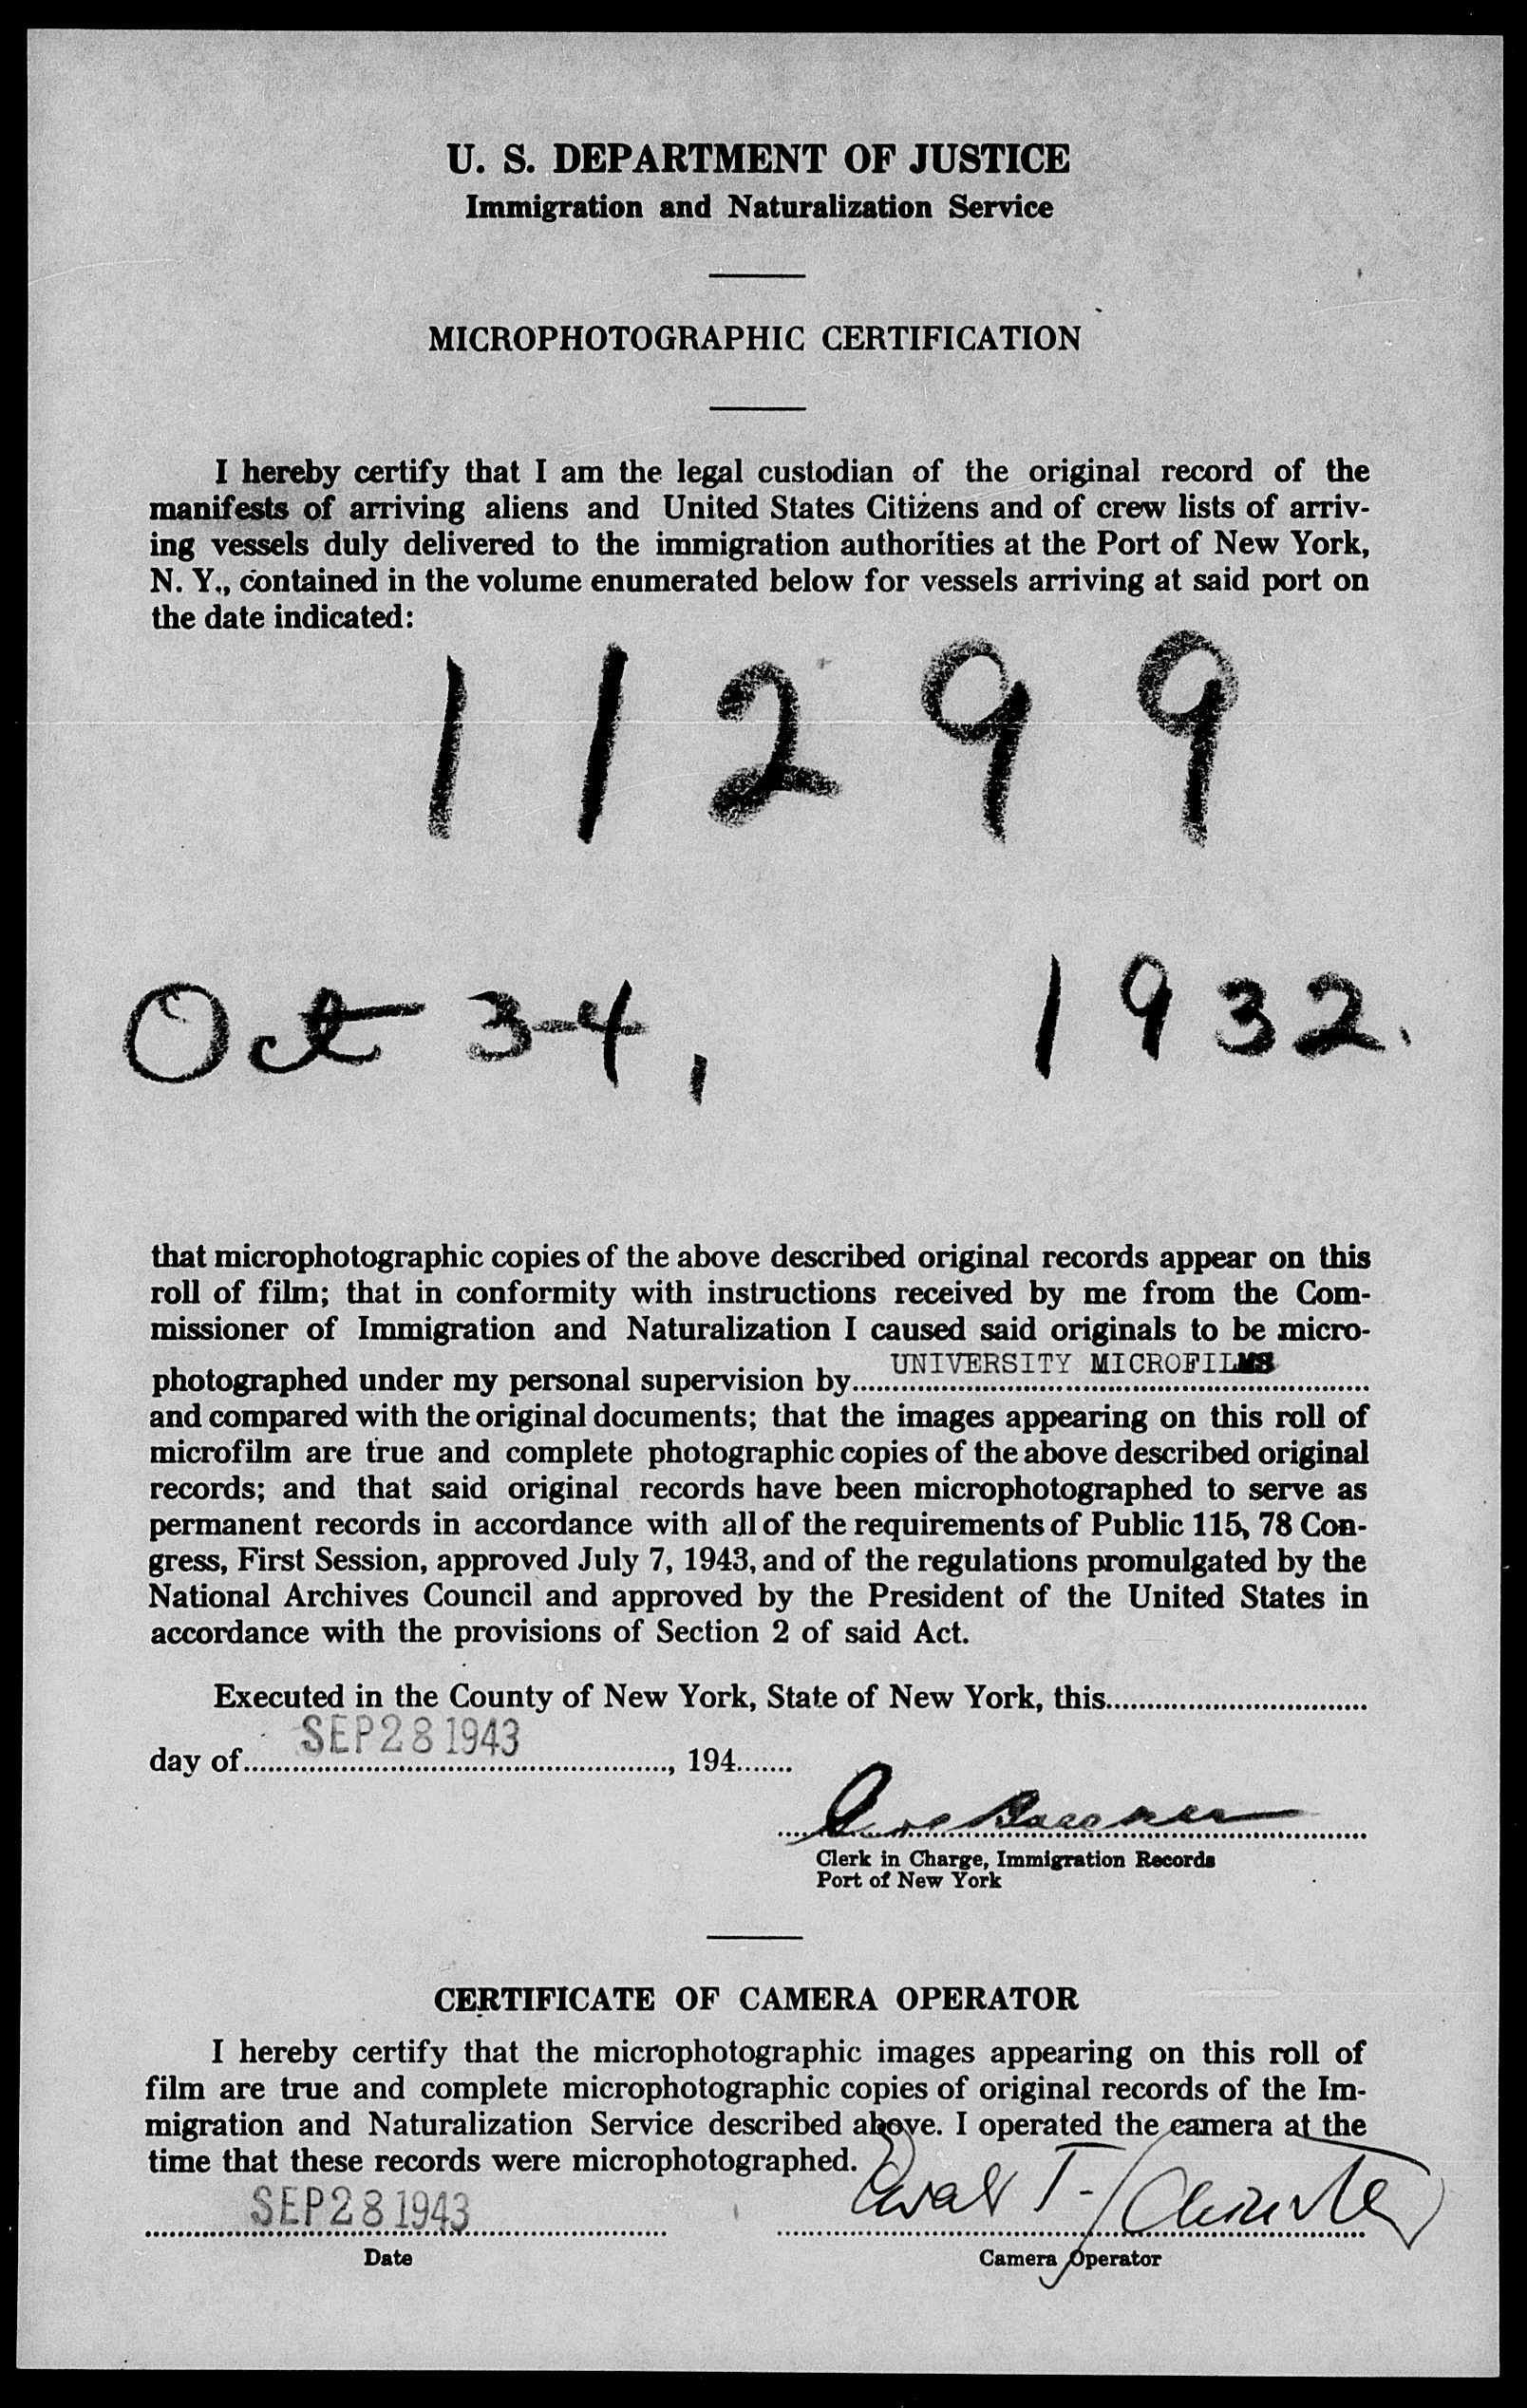 U. S. DEPARTMENT OF JUSTICE
Immigration and Naturalization Service
MICROPHOTOGRAPHIC CERTIFICATION
I hereby certify that I am the legal custodian of the original record of the
manifests of arriving aliens and United States Citizens and of crew lists of arriv-
ing vessels duly delivered to the immigration authorities at the Port of New York,
N. Y., contained in the volume enumerated below for vessels arriving at said port on
the date indicated:
11299
Oct 3-4, 1932.
that microphotographic copies of the above described original records appear on this
roll of film; that in conformity with instructions received by me from the Com-
missioner of Immigration and Naturalization I caused said originals to be micro-
photographed under my personal supervision by UNIVERSITY MICROFILMS
and compared with the original documents; that the images appearing on this roll of
microfilm are true and complete photographic copies of the above described original
records; and that said original records have been microphotographed to serve as
permanent records in accordance with all of the requirements of Public 115, 78 Con-
gress, First Session, approved July 7, 1943, and of the regulations promulgated by the
National Archives Council and approved by the President of the United States in
accordance with the provisions of Section 2 of said Act.
Executed in the County of New York, State of New York, this
day of SEP 28 1943, 194
Clerk in Charge, Immigration Records
Port of New York
CERTIFICATE OF CAMERA OPERATOR
I hereby certify that the microphotographic images appearing on this roll of
film are true and complete microphotographic copies of original records of the Im-
migration and Naturalization Service described above. I operated the camera at the
time that these records were microphotographed.
SEP 28 1943
Date
Camera Operator